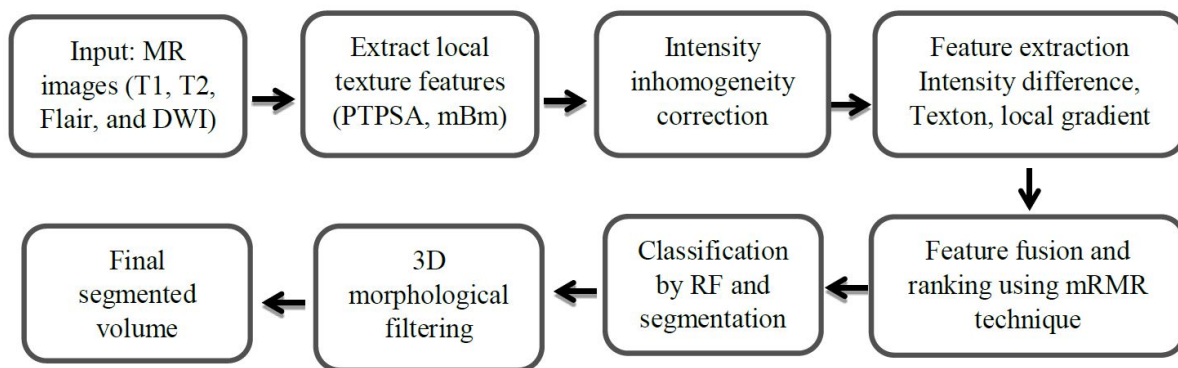 Input: MR
images (T1, T2,
Flair, and DWI)
Extract local
texture features
(PTPSA, mBm)
Intensity
inhomogeneity
correction
Feature extraction
Intensity difference,
Texton, local gradient
Feature fusion and
ranking using mRMR
technique
Classification
by RF and
segmentation
3D
morphological
filtering
Final
segmented
volume